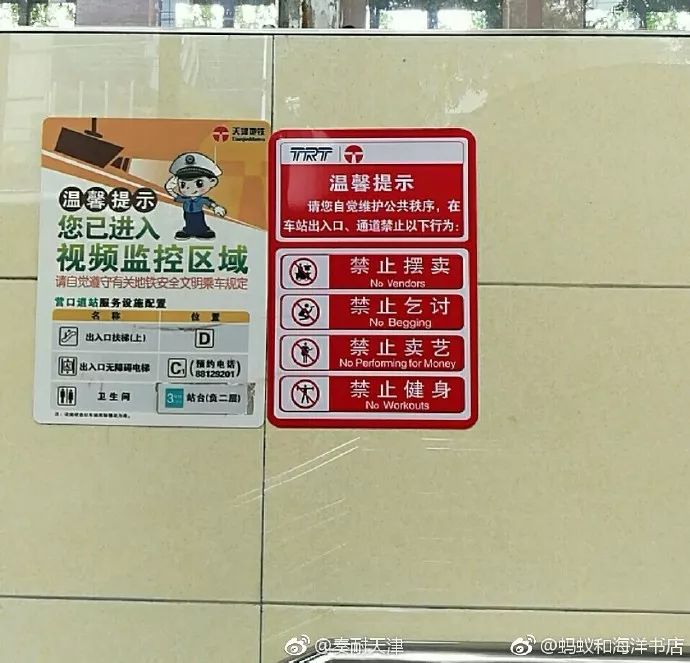 天津地铁
TianjinMetro
温馨提示
您已进入
视频监控区域
请自觉遵守有关地铁安全文明乘车规定
营口道站服务设施配置
名称 位置
出入口扶梯(上) D
出入口无障碍电梯 C (预约电话) 88129201
卫生间 3 站台(负二层)
TRT
温馨提示
请您自觉维护公共秩序，在
车站出入口、通道禁止以下行为：
禁止摆卖
No Vendors
禁止乞讨
No Begging
禁止卖艺
No Performing for Money
禁止健身
No Workouts
@奏耐天津
@蚂蚁和海洋书店